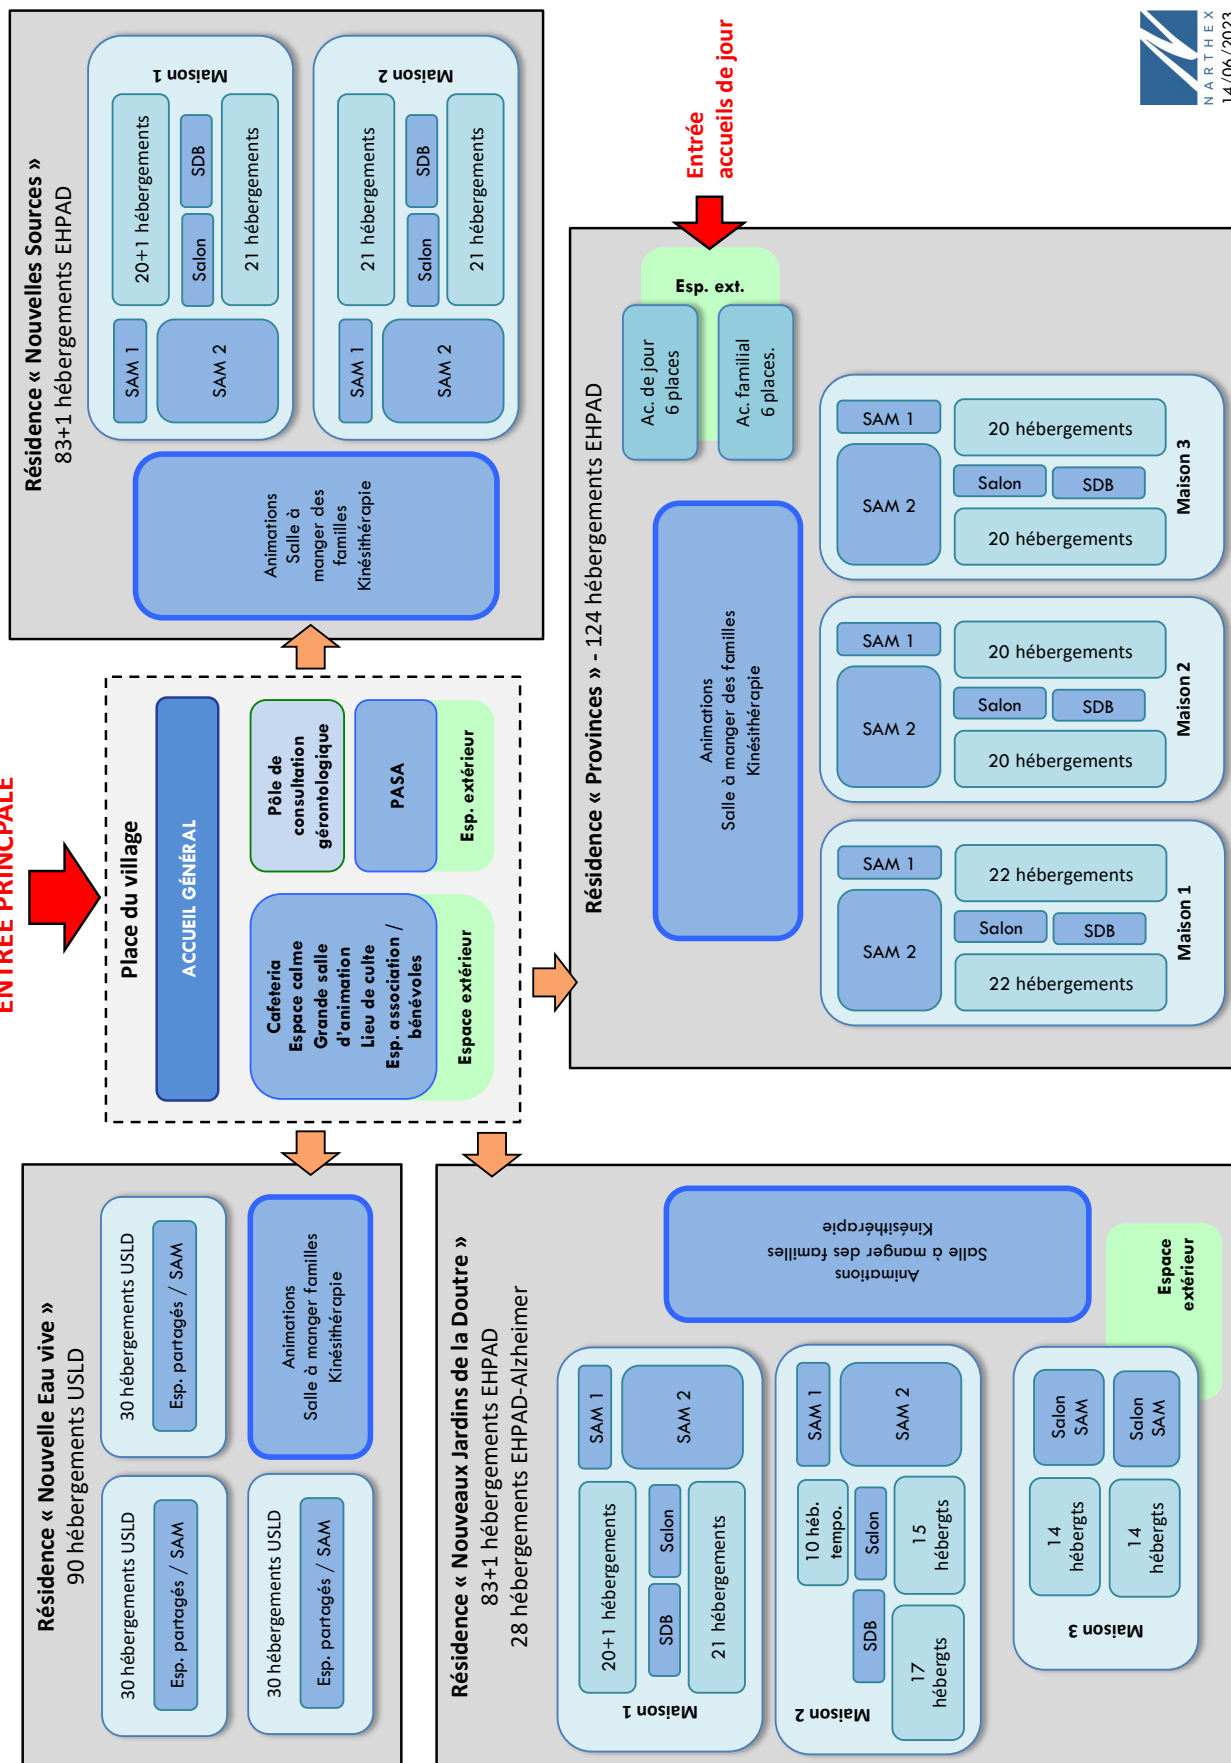 ENTRÉE PRINCPALE
Place du village
ACCUEIL GÉNÉRAL
Cafeteria
Espace calme
Grande salle
d'animation
Lieu de culte
Esp. association /
bénévoles
Espace extérieur
Pôle de
consultation
gérontologique
PASA
Esp. extérieur
Résidence « Nouvelle Eau vive »
90 hébergements USLD
30 hébergements USLD
Esp. partagés / SAM
30 hébergements USLD
Esp. partagés / SAM
30 hébergements USLD
Esp. partagés / SAM
Animations
Salle à manger familles
Kinésithérapie
Résidence « Nouvelles Sources »
83+1 hébergements EHPAD
Animations
Salle à
manger des
familles
Kinésithérapie
SAM 1
SAM 2
20+1 hébergements
Salon
SDB
21 hébergements
Maison 1
SAM 1
SAM 2
21 hébergements
Salon
SDB
21 hébergements
Maison 2
Résidence « Nouveaux Jardins de la Doutre »
83+1 hébergements EHPAD
28 hébergements EHPAD-Alzheimer
Maison 1
20+1 hébergements
SDB
Salon
21 hébergements
SAM 1
SAM 2
Maison 2
10 héb.
tempo.
SDB
Salon
17
hébergts
15
hébergts
SAM 1
SAM 2
Maison 3
14
hébergts
14
hébergts
Salon
SAM
Salon
SAM
Animations
Salle à manger des familles
Kinésithérapie
Espace
extérieur
Résidence « Provinces » - 124 hébergements EHPAD
Animations
Salle à manger des familles
Kinésithérapie
Ac. de jour
6 places
Ac. familial
6 places.
Esp. ext.
Entrée
accueils de jour
SAM 2
SAM 1
22 hébergements
Salon
SDB
22 hébergements
Maison 1
SAM 2
SAM 1
20 hébergements
Salon
SDB
20 hébergements
Maison 2
SAM 2
SAM 1
20 hébergements
Salon
SDB
20 hébergements
Maison 3
NARTHEX
14/06/2023